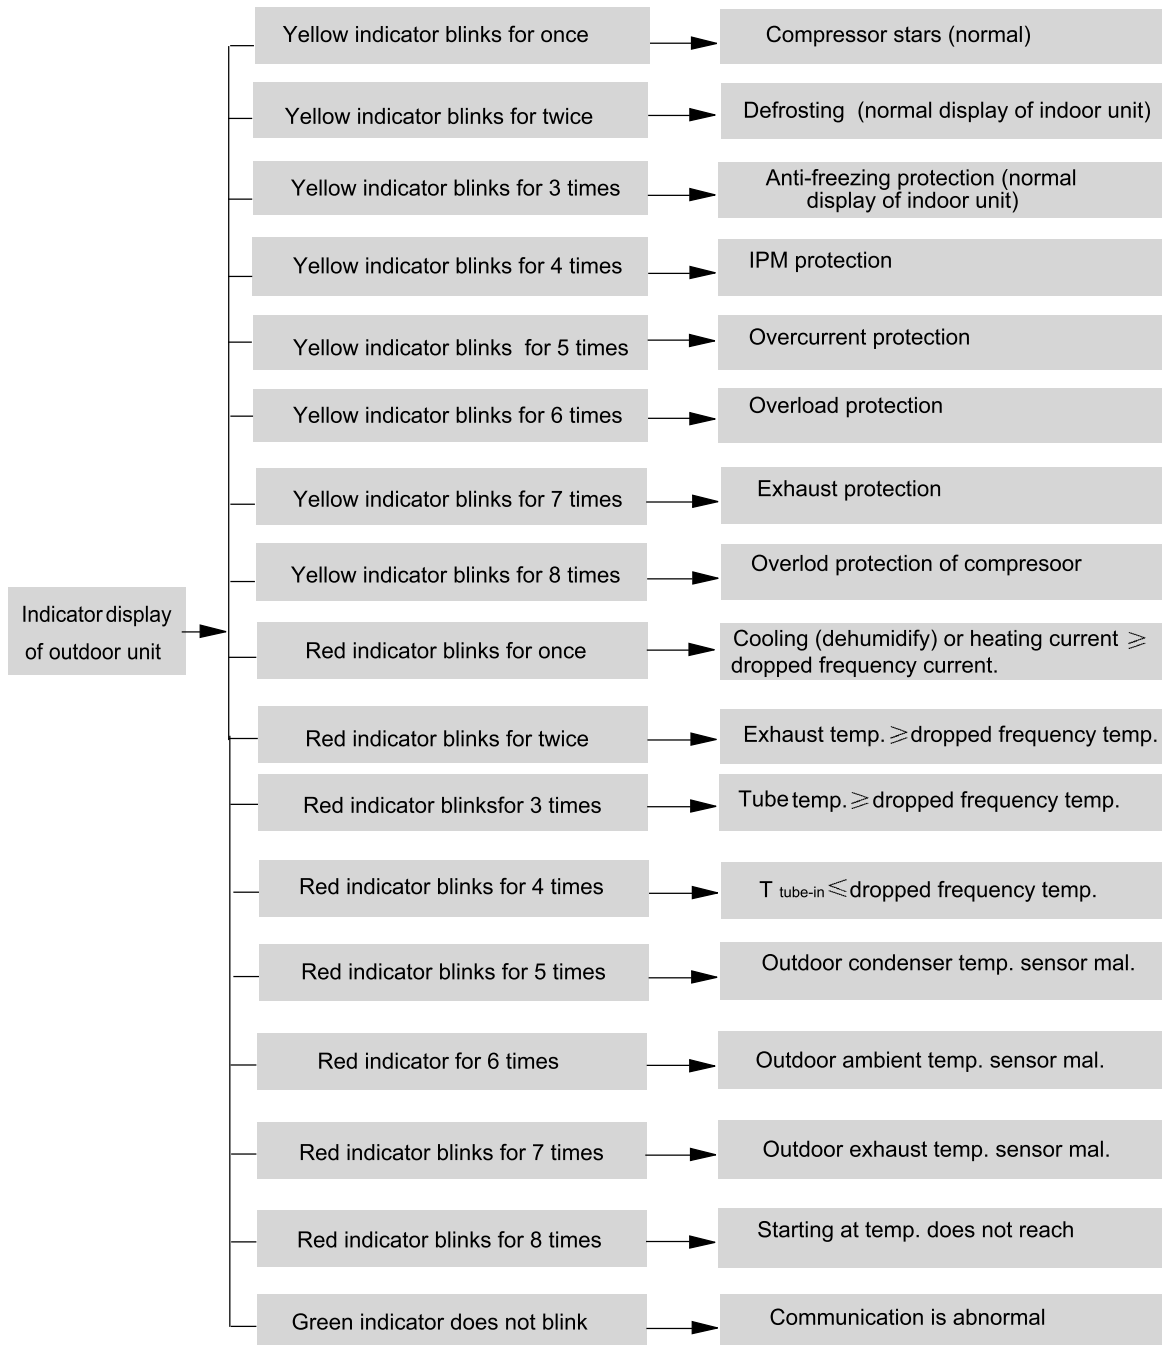 Yellow indicator blinks for once
Compressor stars (normal)
Yellow indicator blinks for twice
Defrosting (normal display of indoor unit)
Yellow indicator blinks for 3 times
Anti-freezing protection (normal
display of indoor unit)
Yellow indicator blinks for 4 times
IPM protection
Yellow indicator blinks for 5 times
Overcurrent protection
Yellow indicator blinks for 6 times
Overload protection
Yellow indicator blinks for 7 times
Exhaust protection
Yellow indicator blinks for 8 times
Overlod protection of compresoor
Indicator display
of outdoor unit
Red indicator blinks for once
Cooling (dehumidify) or heating current ≥
dropped frequency current.
Red indicator blinks for twice
Exhaust temp. ≥ dropped frequency temp.
Red indicator blinksfor 3 times
Tube temp. ≥ dropped frequency temp.
Red indicator blinks for 4 times
T tube-in ≤ dropped frequency temp.
Red indicator blinks for 5 times
Outdoor condenser temp. sensor mal.
Red indicator for 6 times
Outdoor ambient temp. sensor mal.
Red indicator blinks for 7 times
Outdoor exhaust temp. sensor mal.
Red indicator blinks for 8 times
Starting at temp. does not reach
Green indicator does not blink
Communication is abnormal